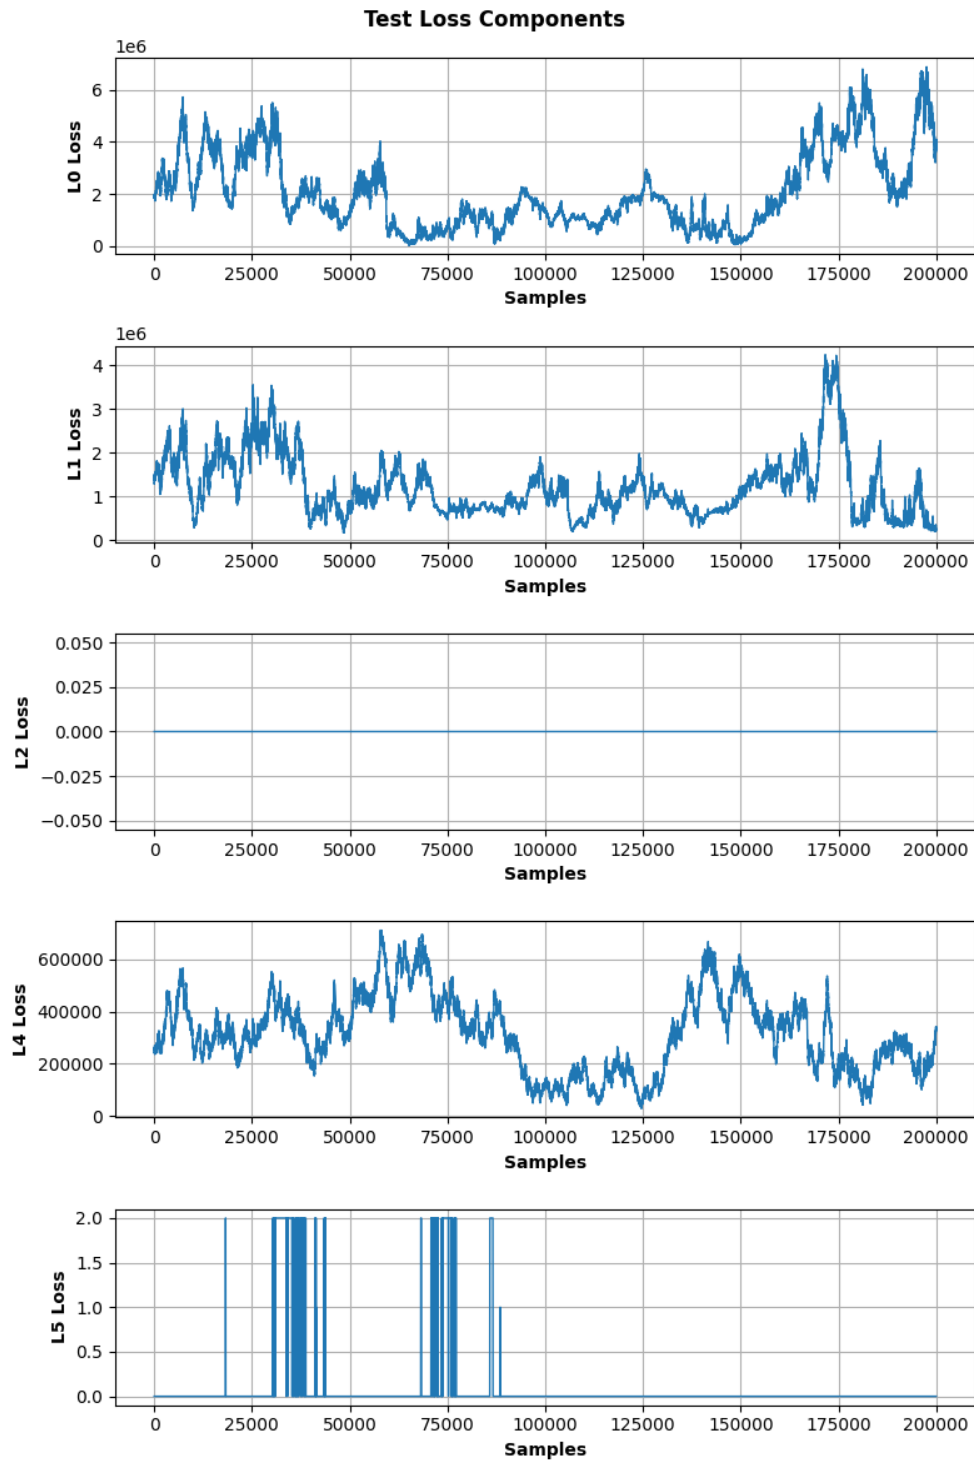 Test Loss Components
1e6
6
4
2
0
L0 Loss
0 25000 50000 75000 100000 125000 150000 175000 200000
Samples
1e6
4
3
2
1
0
L1 Loss
0 25000 50000 75000 100000 125000 150000 175000 200000
Samples
0.050
0.025
0.000
−0.025
−0.050
L2 Loss
0 25000 50000 75000 100000 125000 150000 175000 200000
Samples
600000
400000
200000
0
L4 Loss
0 25000 50000 75000 100000 125000 150000 175000 200000
Samples
2.0
1.5
1.0
0.5
0.0
L5 Loss
0 25000 50000 75000 100000 125000 150000 175000 200000
Samples